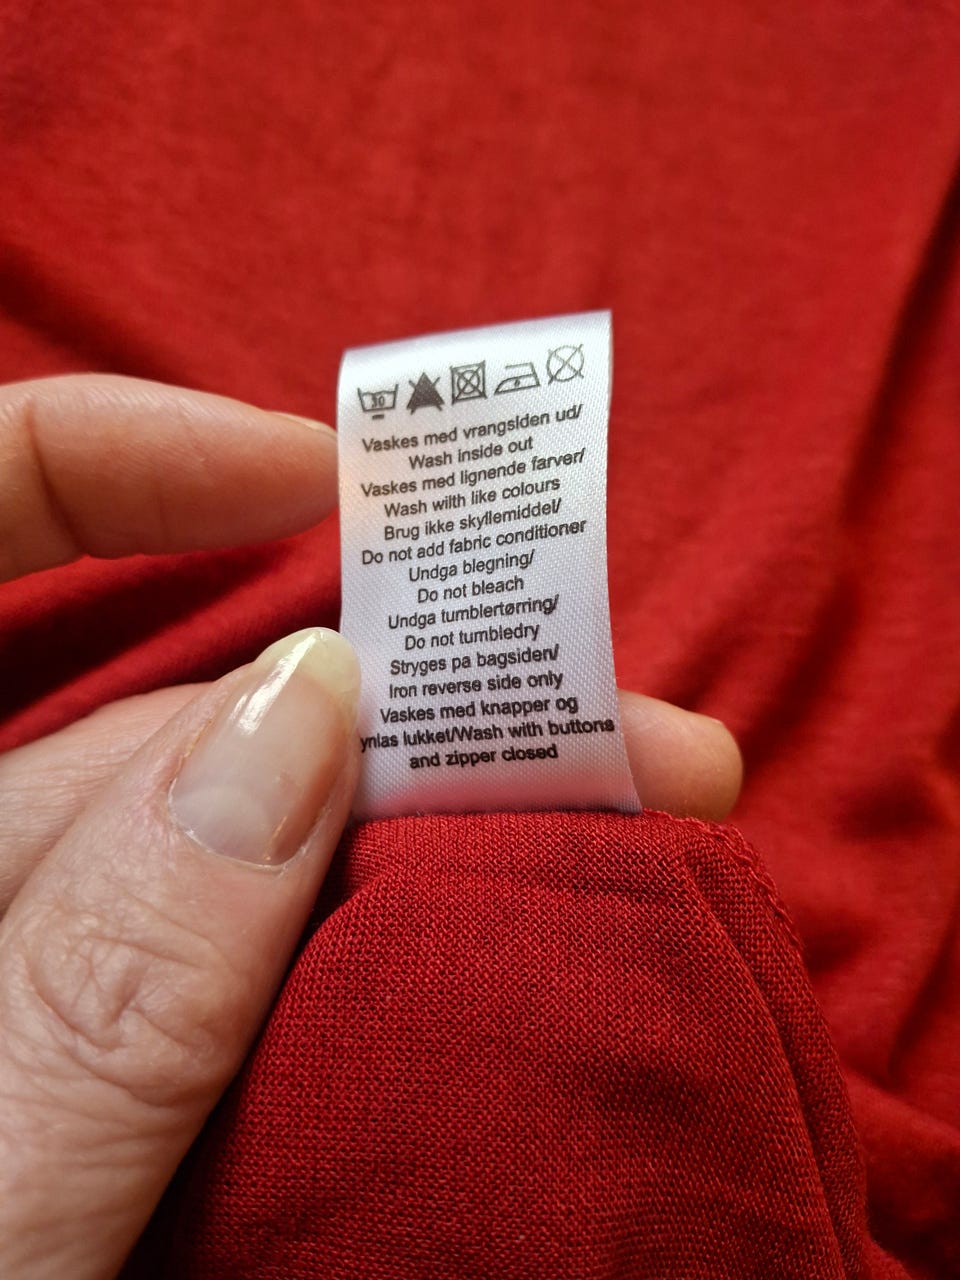 30
Vaskes med vrangsiden ud/
Wash inside out
Vaskes med lignende farver/
Wash wilth like colours
Brug ikke skyllemiddel/
Do not add fabric conditioner
Undga blegning/
Do not bleach
Undga tumblertørring/
Do not tumbledry
Stryges pa bagsiden/
Iron reverse side only
Vaskes med knapper og
ynlas lukket/Wash with buttons
and zipper closed